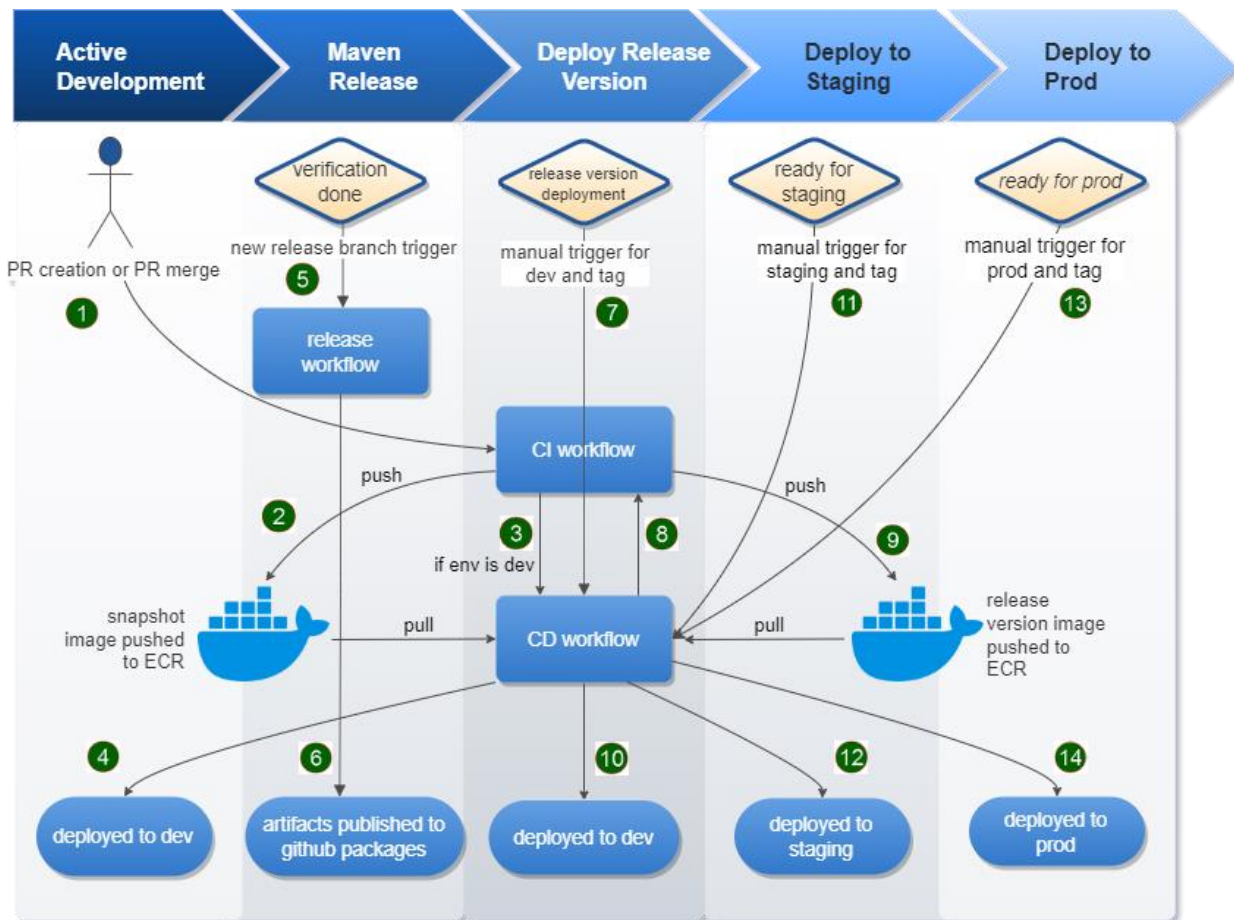 Active
Development
Maven
Release
Deploy Release
Version
Deploy to
Staging
Deploy to
Prod
verification
done
release version
deployment
ready for
staging
ready for prod
new release branch trigger
manual trigger for
dev and tag
manual trigger for
staging and tag
manual trigger for
prod and tag
PR creation or PR merge
1
5
7
11
13
release
workflow
CI workflow
push
push
2
3
8
9
if env is dev
snapshot
image pushed
to ECR
pull
CD workflow
pull
release
version image
pushed to
ECR
4
6
10
12
14
deployed to dev
artifacts published to
github packages
deployed to dev
deployed to
staging
deployed to
prod